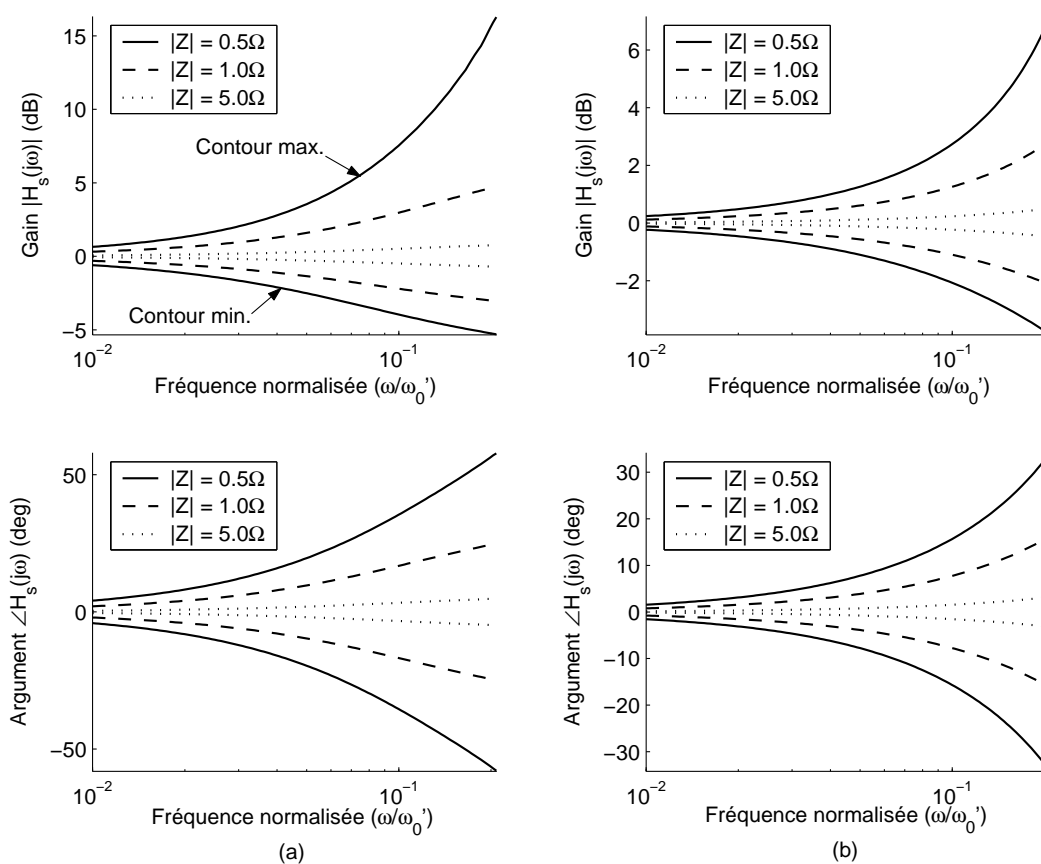 15
10
5
0
−5
Gain |H_s(jω)| (dB)
|Z| = 0.5Ω
|Z| = 1.0Ω
|Z| = 5.0Ω
Contour max.
Contour min.
10^−2
10^−1
Fréquence normalisée (ω/ω_0’)
6
4
2
0
−2
Gain |H_s(jω)| (dB)
|Z| = 0.5Ω
|Z| = 1.0Ω
|Z| = 5.0Ω
10^−2
10^−1
Fréquence normalisée (ω/ω_0’)
50
0
−50
Argument ∠H_s(jω) (deg)
|Z| = 0.5Ω
|Z| = 1.0Ω
|Z| = 5.0Ω
10^−2
10^−1
Fréquence normalisée (ω/ω_0’)
(a)
30
20
10
0
−10
−20
−30
Argument ∠H_s(jω) (deg)
|Z| = 0.5Ω
|Z| = 1.0Ω
|Z| = 5.0Ω
10^−2
10^−1
Fréquence normalisée (ω/ω_0’)
(b)